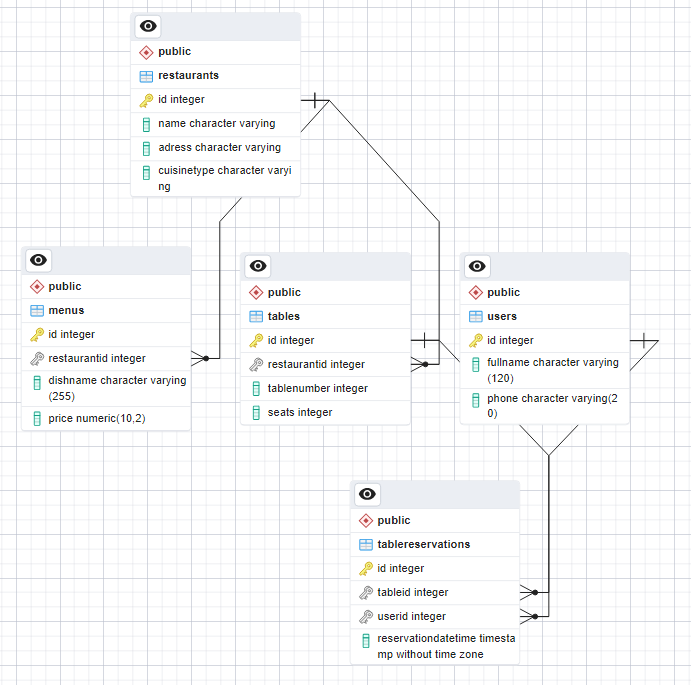 public
restaurants
id integer
name character varying
adress character varying
cuisinetype character varyi
ng
public
menus
id integer
restaurantid integer
dishname character varying
(255)
price numeric(10,2)
public
tables
id integer
restaurantid integer
tablenumber integer
seats integer
public
users
id integer
fullname character varying
(120)
phone character varying(2
0)
public
tablereservations
id integer
tableid integer
userid integer
reservationdatetime timesta
mp without time zone